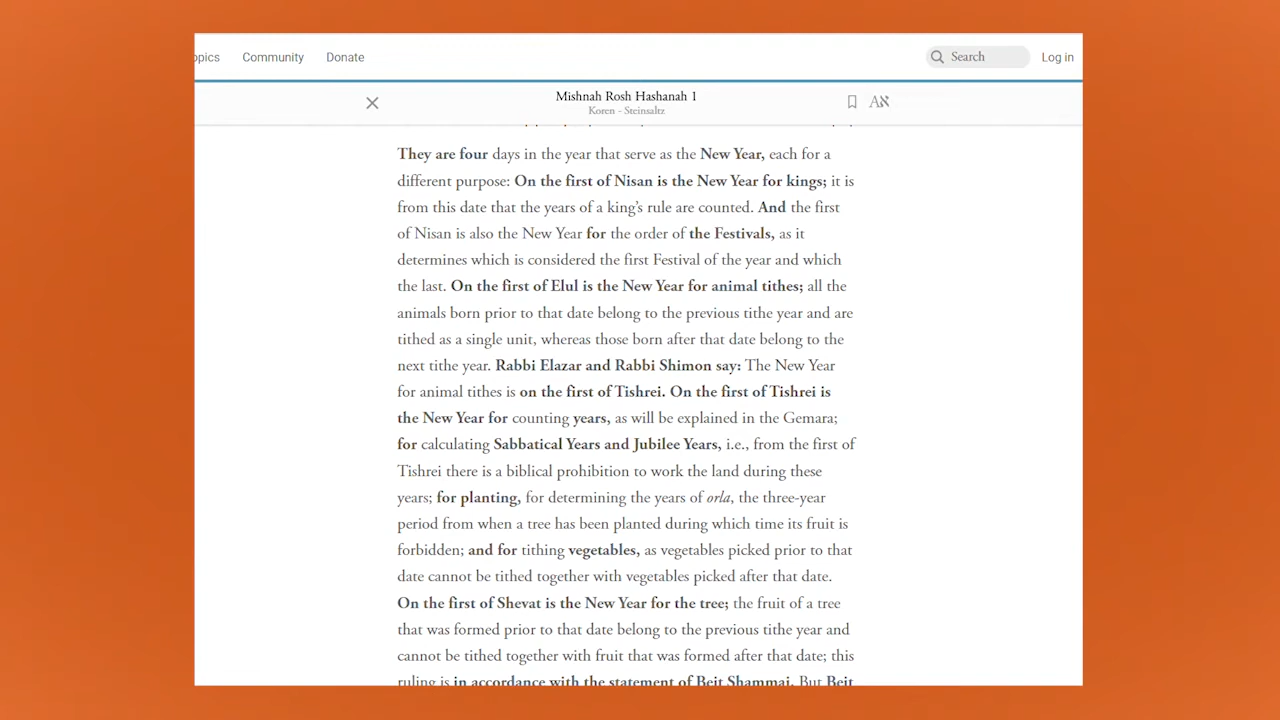 opics Community Donate Search Log in
Mishnah Rosh Hashanah 1
Koren - Steinsaltz
They are four days in the year that serve as the New Year, each for a
different purpose: On the first of Nisan is the New Year for kings; it is
from this date that the years of a king's rule are counted. And the first
of Nisan is also the New Year for the order of the Festivals, as it
determines which is considered the first Festival of the year and which
the last. On the first of Elul is the New Year for animal tithes; all the
animals born prior to that date belong to the previous tithe year and are
tithed as a single unit, whereas those born after that date belong to the
next tithe year. Rabbi Elazar and Rabbi Shimon say: The New Year
for animal tithes is on the first of Tishrei. On the first of Tishrei is
the New Year for counting years, as will be explained in the Gemara;
for calculating Sabbatical Years and Jubilee Years, i.e., from the first of
Tishrei there is a biblical prohibition to work the land during these
years; for planting, for determining the years of orla, the three-year
period from when a tree has been planted during which time its fruit is
forbidden; and for tithing vegetables, as vegetables picked prior to that
date cannot be tithed together with vegetables picked after that date.
On the first of Shevat is the New Year for the tree; the fruit of a tree
that was formed prior to that date belong to the previous tithe year and
cannot be tithed together with fruit that was formed after that date; this
ruling is in accordance with the statement of Beit Shammai. But Beit